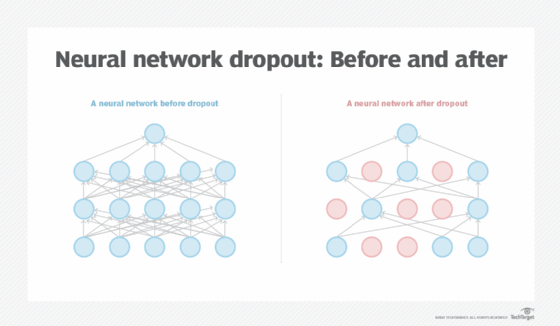 Neural network dropout: Before and after
A neural network before dropout
A neural network after dropout
TechTarget